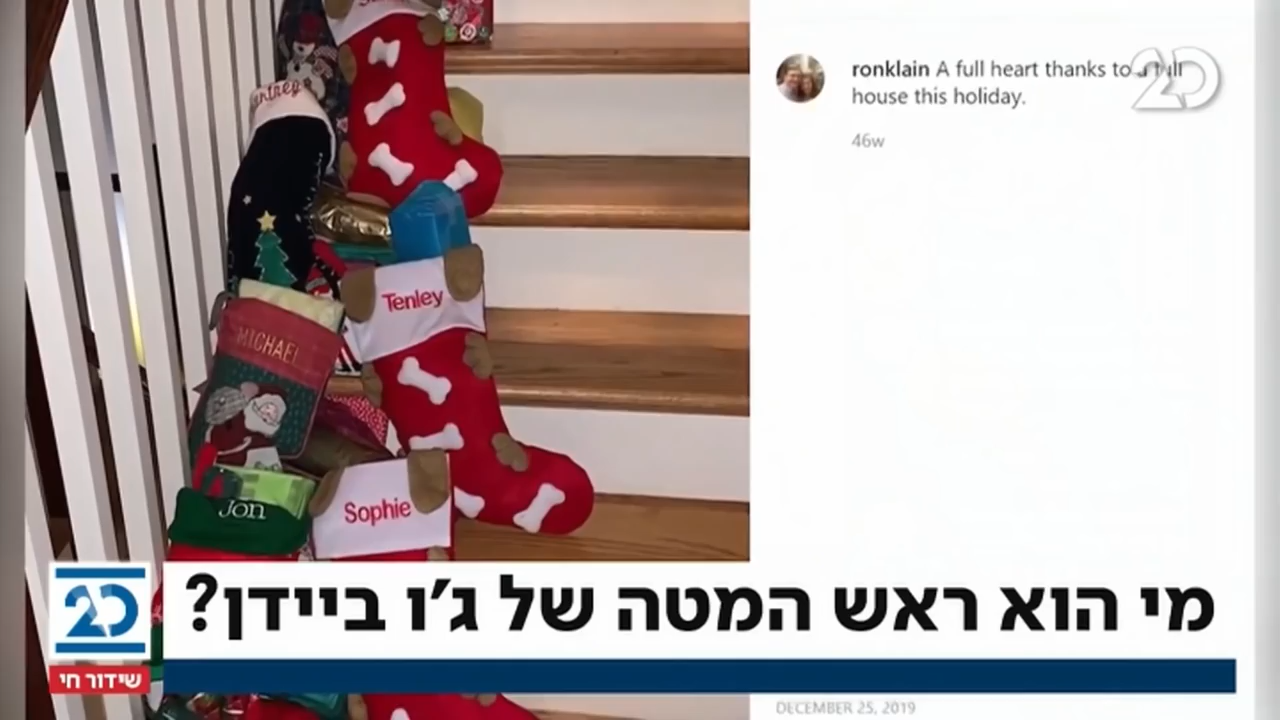 ronklain A full heart thanks to a full
house this holiday.
46w
20
MICHAEL
Tenley
Jon
Sophie
מי הוא ראש המטה של ג'ו ביידן?
20
שידור חי
DECEMBER 25, 2019